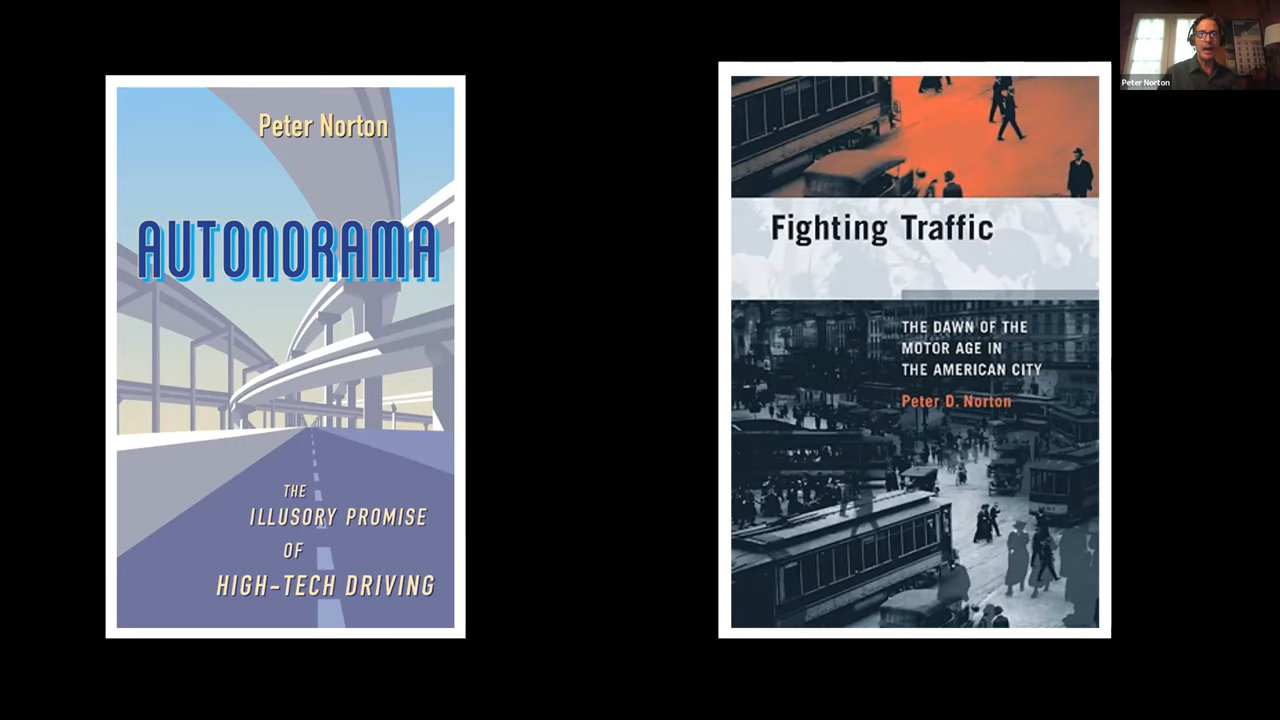 Peter Norton
AUTONORAMA
THE
ILLUSORY PROMISE
OF
HIGH-TECH DRIVING
Fighting Traffic
THE DAWN OF THE
MOTOR AGE IN
THE AMERICAN CITY
Peter D. Norton
Peter Norton